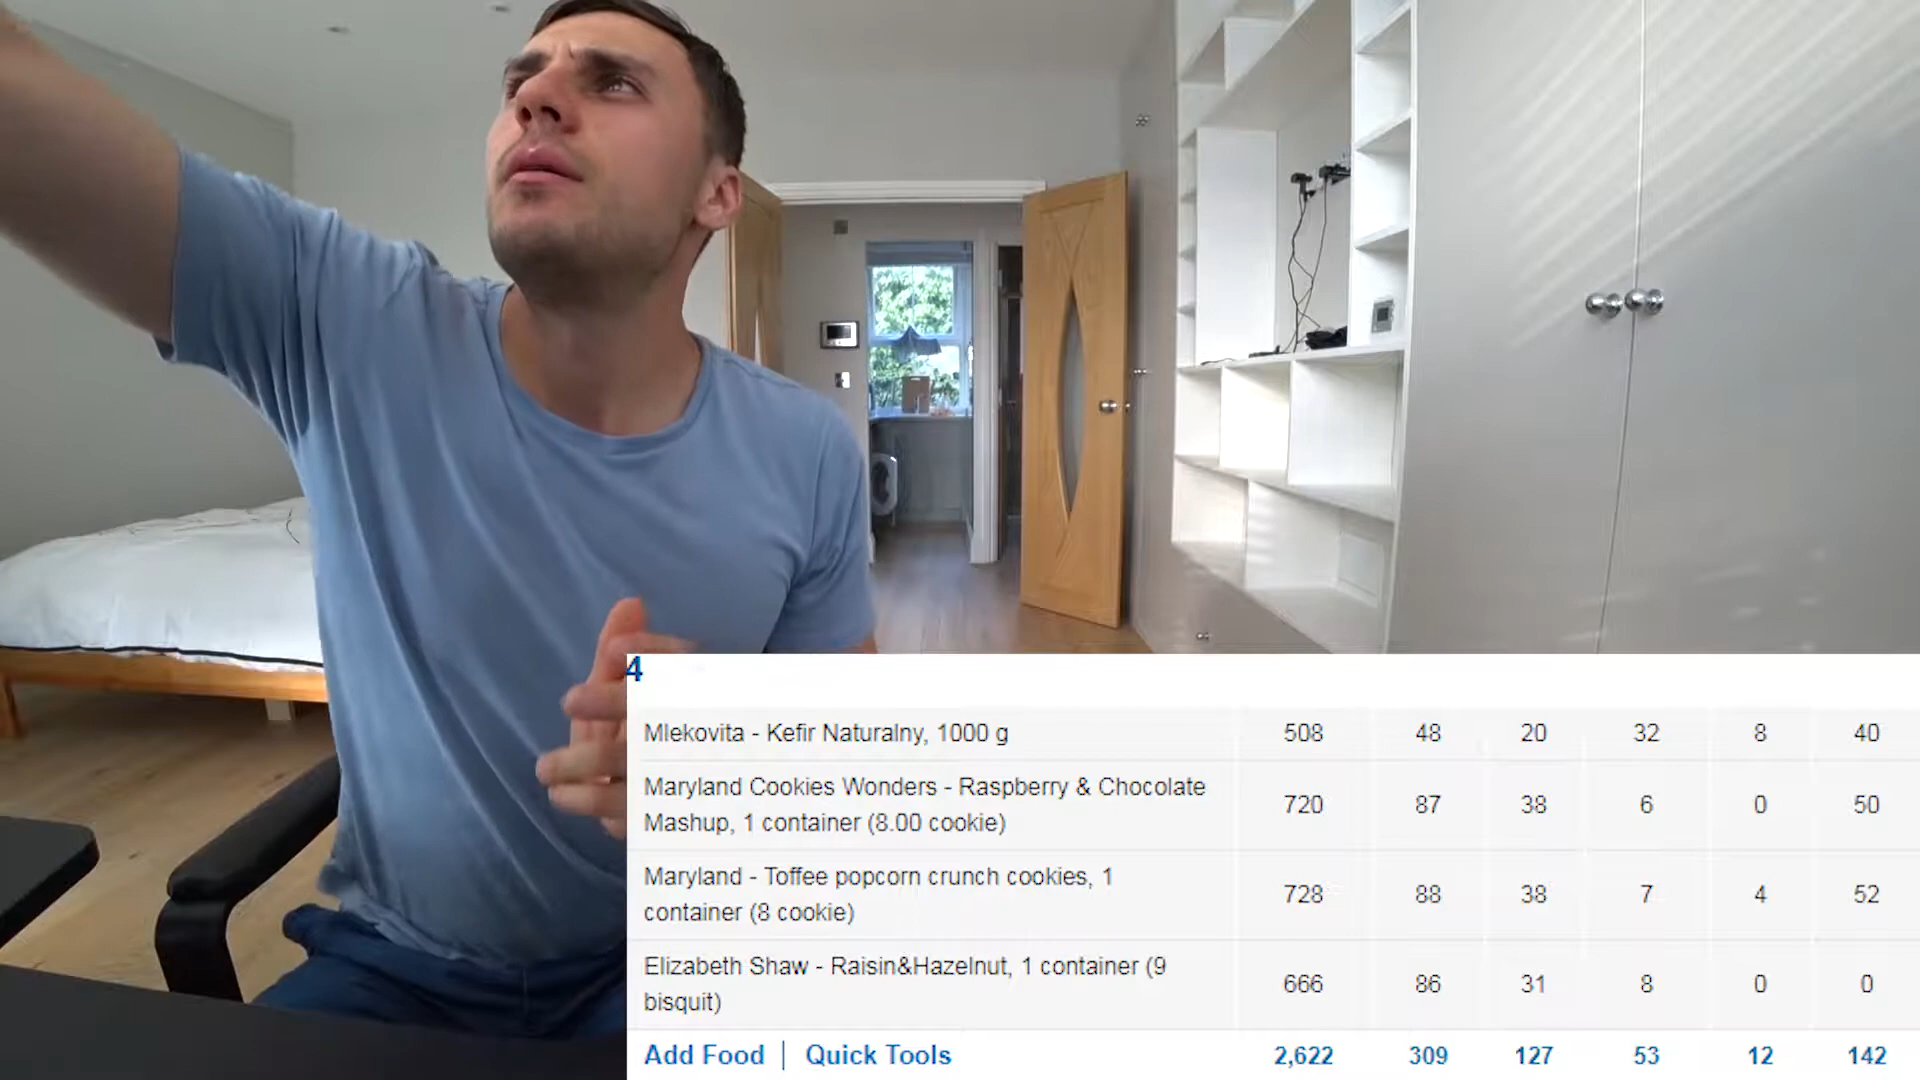 4
Mlekovita - Kefir Naturalny, 1000 g 508 48 20 32 8 40
Maryland Cookies Wonders - Raspberry & Chocolate
Mashup, 1 container (8.00 cookie) 720 87 38 6 0 50
Maryland - Toffee popcorn crunch cookies, 1
container (8 cookie) 728 88 38 7 4 52
Elizabeth Shaw - Raisin&Hazelnut, 1 container (9
bisquit) 666 86 31 8 0 0
Add Food | Quick Tools 2,622 309 127 53 12 142